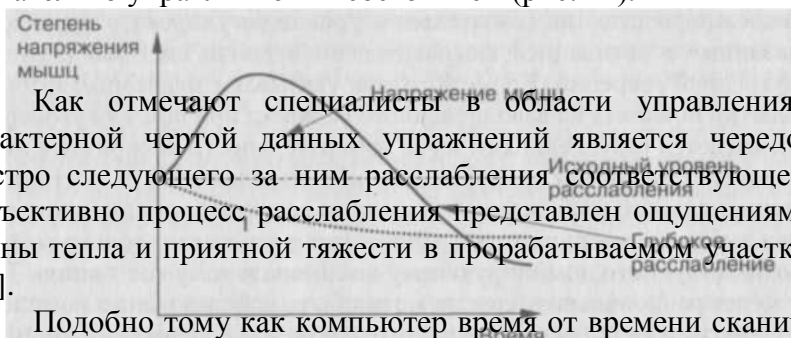 Степень
напряжения
мышц
Напряжение мышц
Как отмечают специалисты в области управления
актерной чертой данных упражнений является чередо
Исходный уровень
расслабления
стро следующего за ним расслабления соответствующе
ъективно процесс расслабления представлен ощущениям
1
Глубокое
расслабление
ны тепла и приятной тяжести в прорабатываемом участк
].
Подобно тому как компьютер время от времени скани
Время